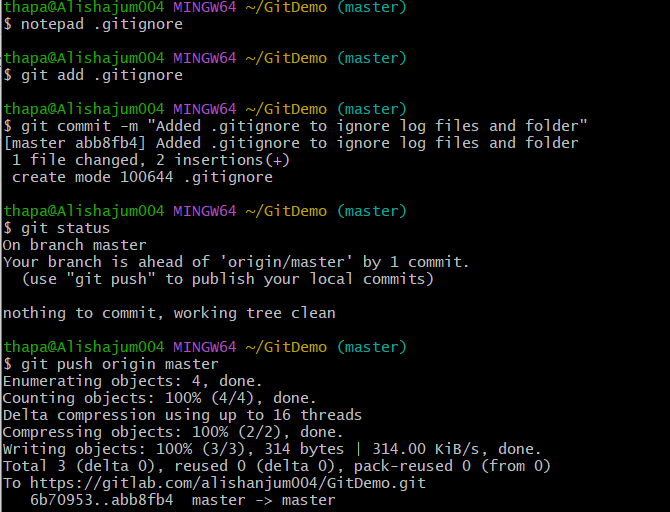 thapa@Alishajum004 MINGW64 ~/GitDemo (master)
$ notepad .gitignore
thapa@Alishajum004 MINGW64 ~/GitDemo (master)
$ git add .gitignore
thapa@Alishajum004 MINGW64 ~/GitDemo (master)
$ git commit -m "Added .gitignore to ignore log files and folder"
[master abb8fb4] Added .gitignore to ignore log files and folder
 1 file changed, 2 insertions(+)
 create mode 100644 .gitignore
thapa@Alishajum004 MINGW64 ~/GitDemo (master)
$ git status
On branch master
Your branch is ahead of 'origin/master' by 1 commit.
  (use "git push" to publish your local commits)
nothing to commit, working tree clean
thapa@Alishajum004 MINGW64 ~/GitDemo (master)
$ git push origin master
Enumerating objects: 4, done.
Counting objects: 100% (4/4), done.
Delta compression using up to 16 threads
Compressing objects: 100% (2/2), done.
Writing objects: 100% (3/3), 314 bytes | 314.00 KiB/s, done.
Total 3 (delta 0), reused 0 (delta 0), pack-reused 0 (from 0)
To https://gitlab.com/alishanjum004/GitDemo.git
   6b70953..abb8fb4  master -> master